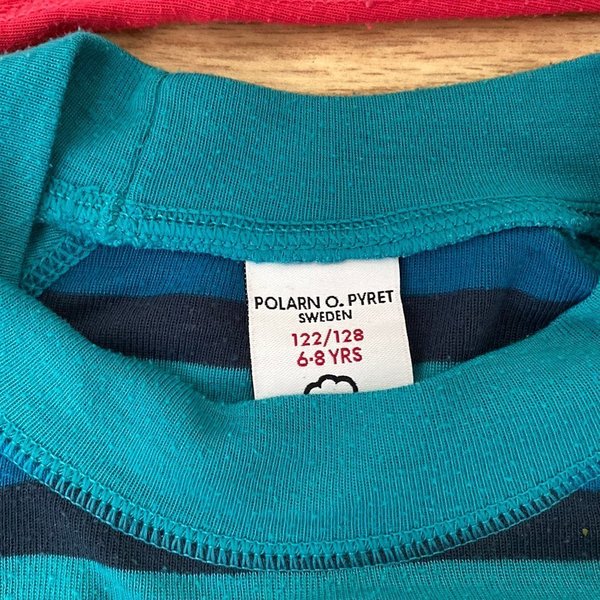 POLARN O. PYRET
SWEDEN
122/128
6-8 YRS